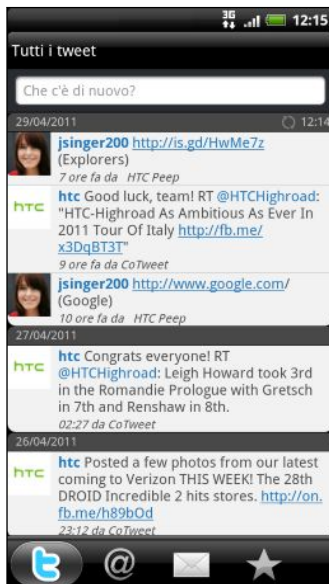 3G 12:15
Tutti i tweet
Che c'è di nuovo?
29/04/2011 12:14
jsinger200 http://is.gd/HwMe7z
(Explorers)
7 ore fa da HTC Peep
hTC
htc Good luck, team! RT @HTCHighroad:
"HTC-Highroad As Ambitious As Ever In
2011 Tour Of Italy http://fb.me/
x3DqBT3T"
9 ore fa da CoTweet
jsinger200 http://www.google.com/
(Google)
10 ore fa da HTC Peep
27/04/2011
hTC
htc Congrats everyone! RT
@HTCHighroad: Leigh Howard took 3rd
in the Romandie Prologue with Gretsch
in 7th and Renshaw in 8th.
02:27 da CoTweet
26/04/2011
hTC
htc Posted a few photos from our latest
coming to Verizon THIS WEEK! The 28th
DROID Incredible 2 hits stores. http://on.
fb.me/h89bOd
23:12 da CoTweet
@